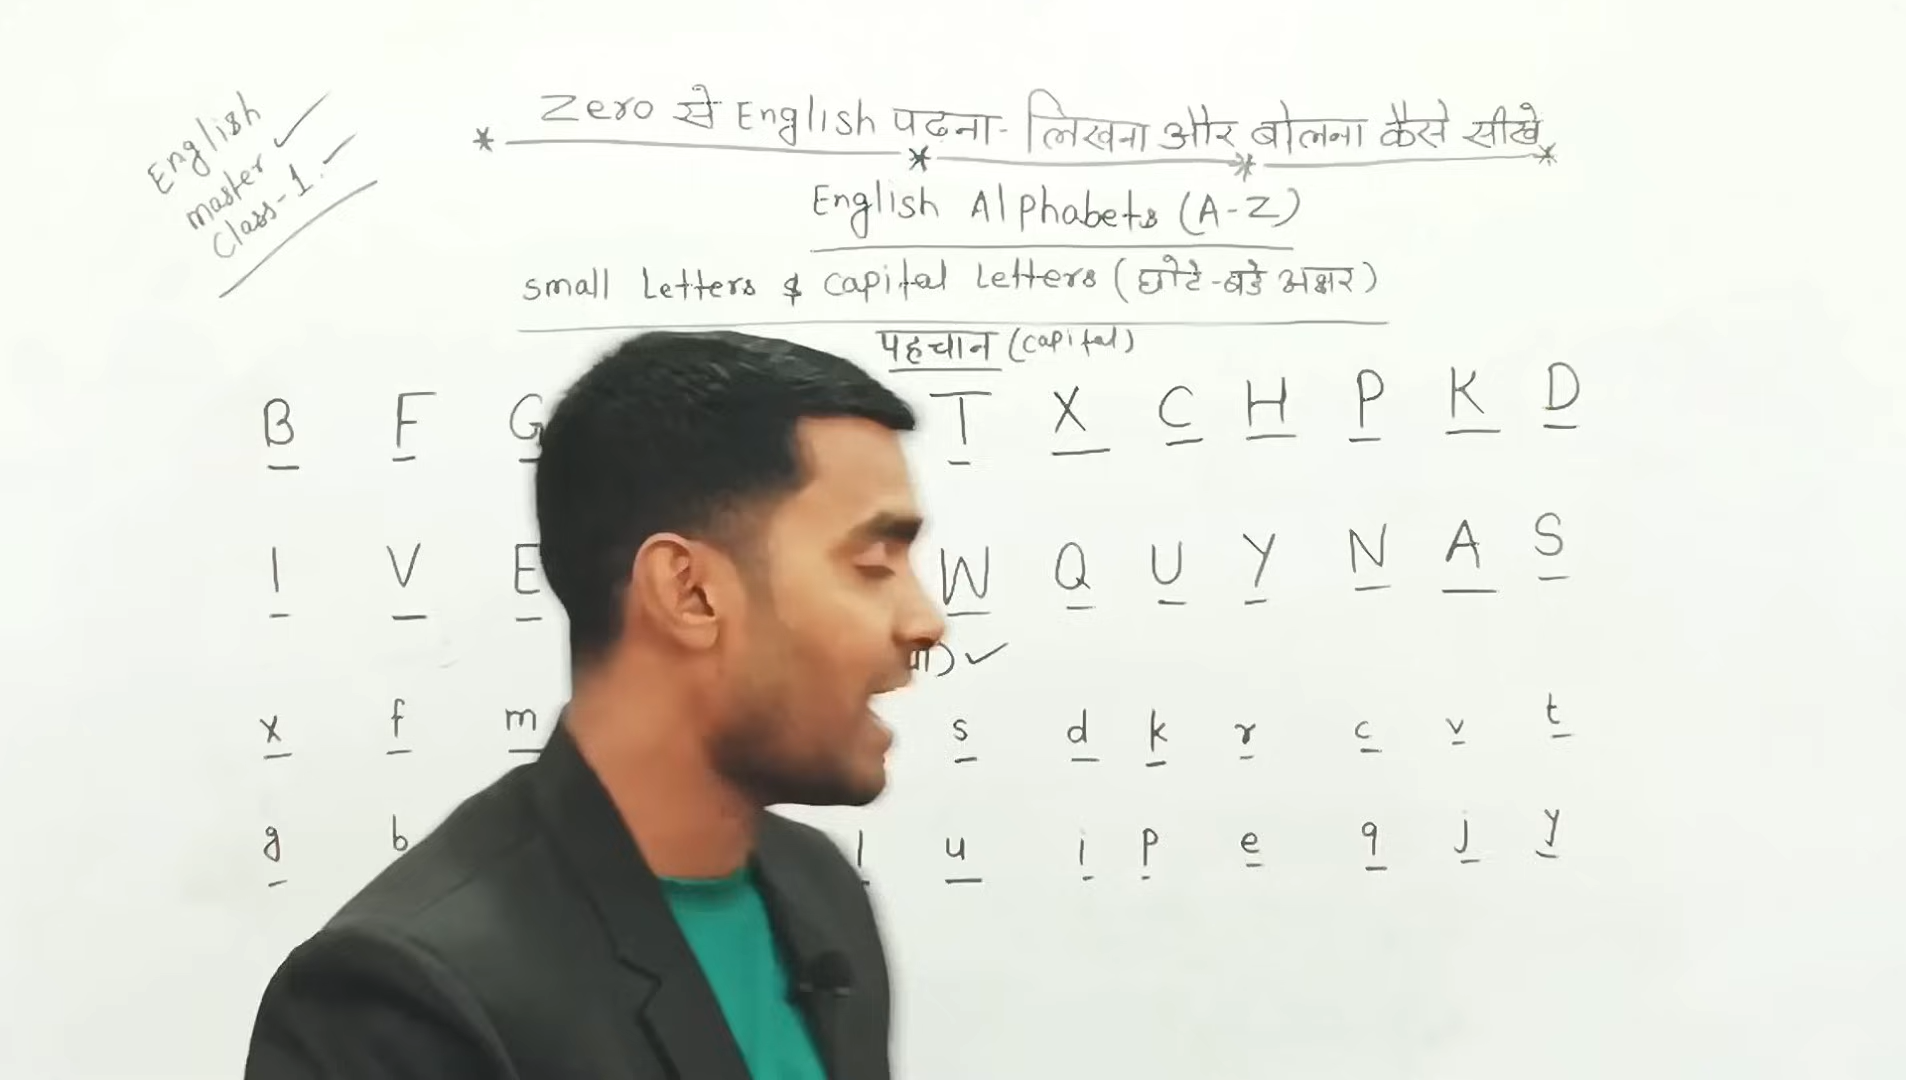 English
master
Class-1.
Zero से English पढना- लिखना और बोलना कैसे सीखे
English Alphabets (A-Z)
small Letters & Capital Letters (छोटे-बडे अक्षर)
पहचान (capital)
B F G T X C H P K D
I V E W Q U Y N A S
x f m s d k r c v t
g b l u i p e q j y